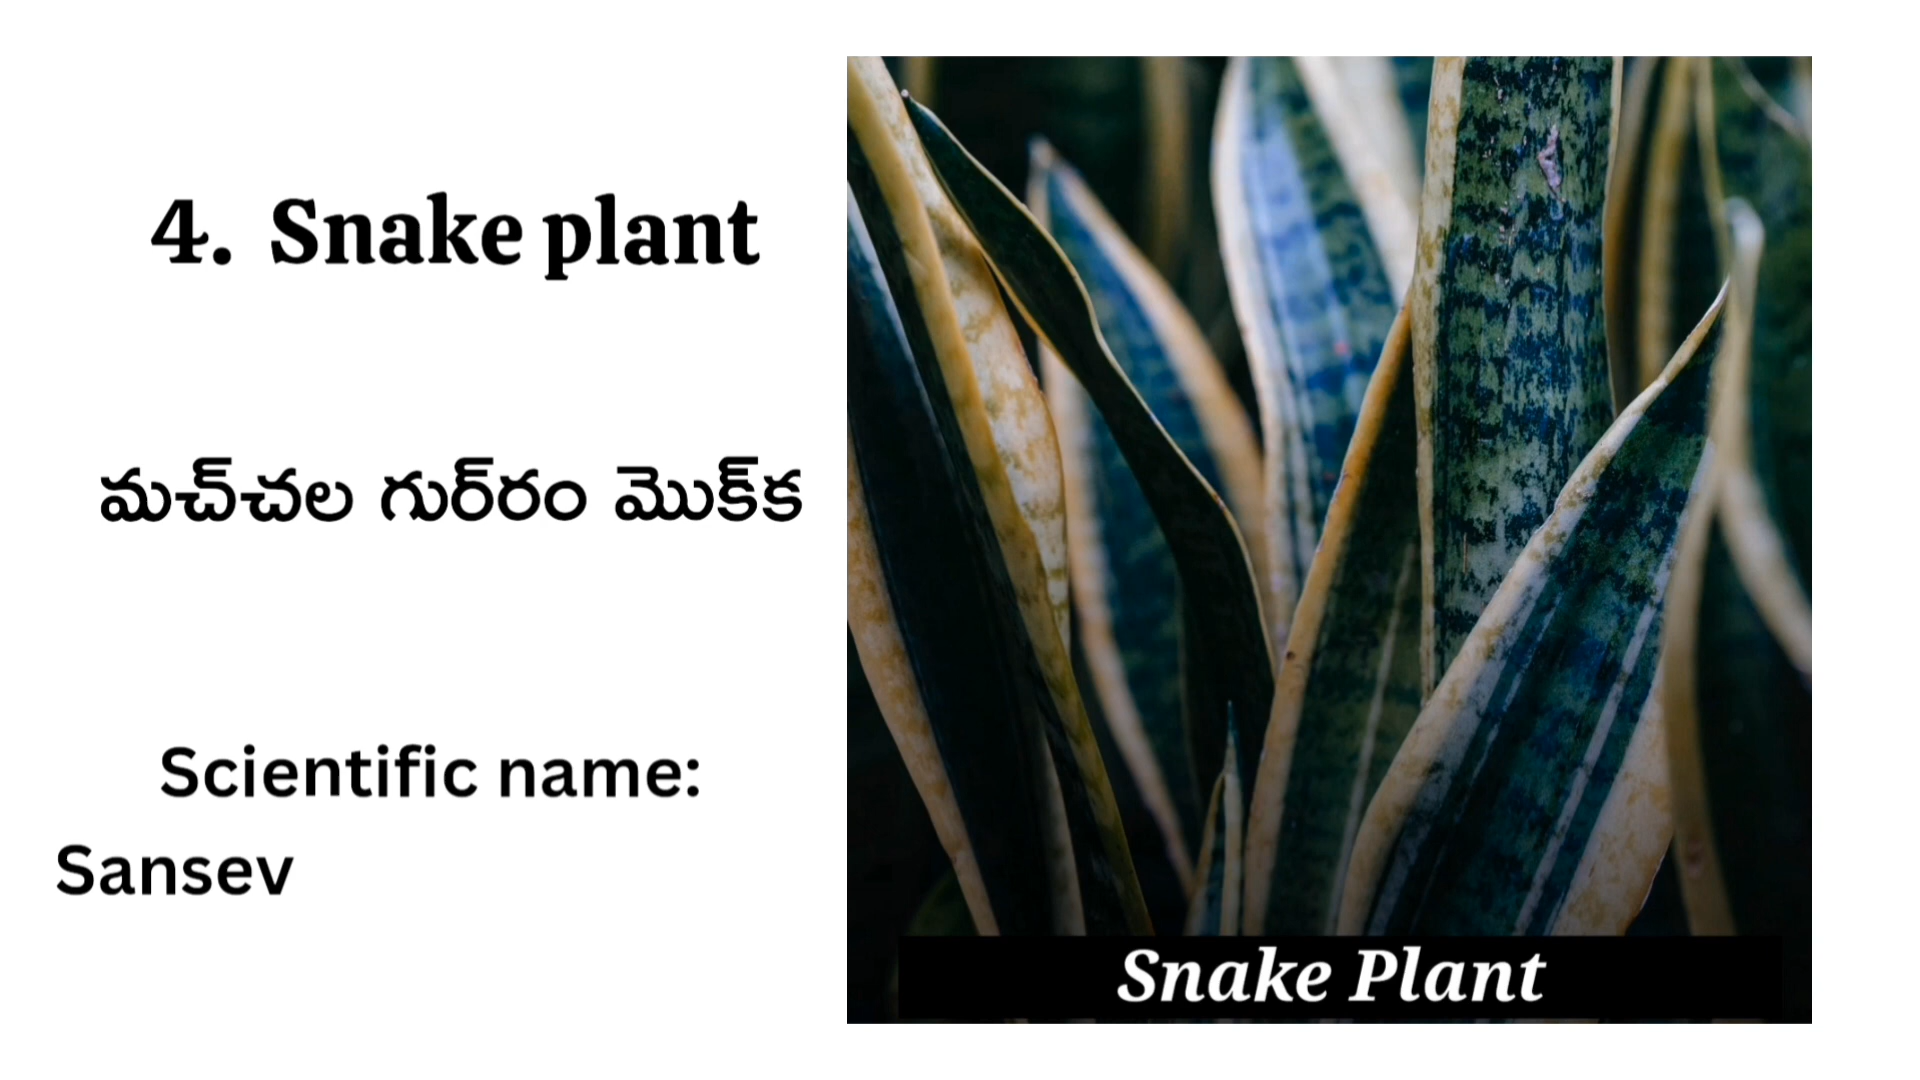 4. Snake plant
మచ్‌చల గుర్‌రం మొక్‌క
Scientific name:
Sansev
Snake Plant